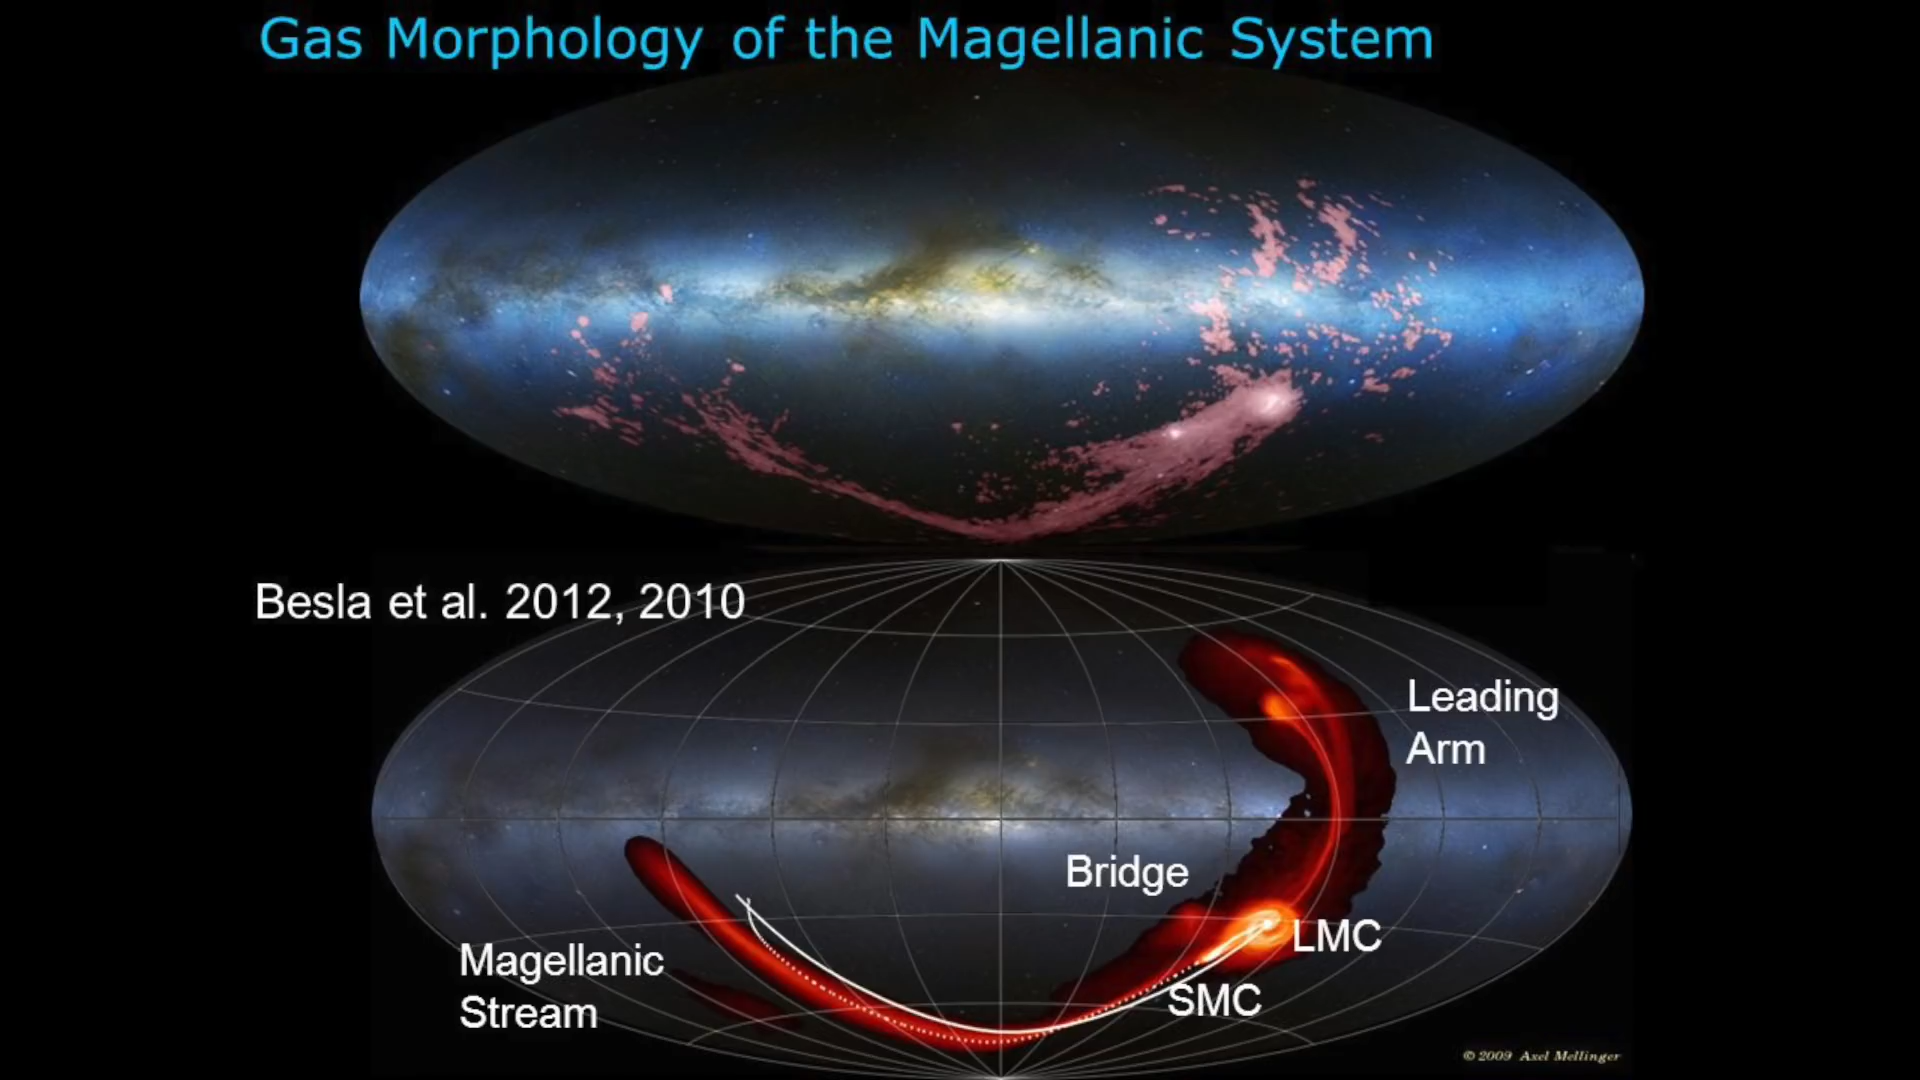 Gas Morphology of the Magellanic System
Besla et al. 2012, 2010
Leading
Arm
Bridge
LMC
Magellanic
Stream
SMC
© 2009 Axel Mellinger